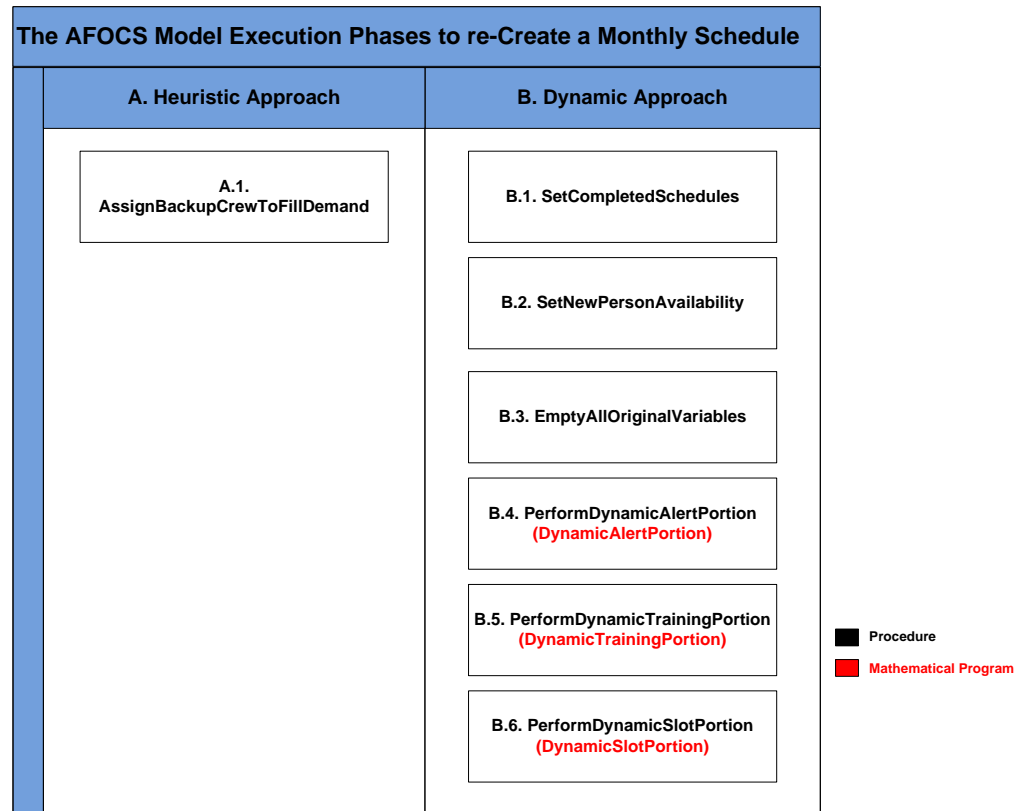 The AFOCS Model Execution Phases to re-Create a Monthly Schedule
A. Heuristic Approach
B. Dynamic Approach
A.1.
AssignBackupCrewToFillDemand
B.1. SetCompletedSchedules
B.2. SetNewPersonAvailability
B.3. EmptyAllOriginalVariables
B.4. PerformDynamicAlertPortion
(DynamicAlertPortion)
B.5. PerformDynamicTrainingPortion
(DynamicTrainingPortion)
B.6. PerformDynamicSlotPortion
(DynamicSlotPortion)
Procedure
Mathematical Program